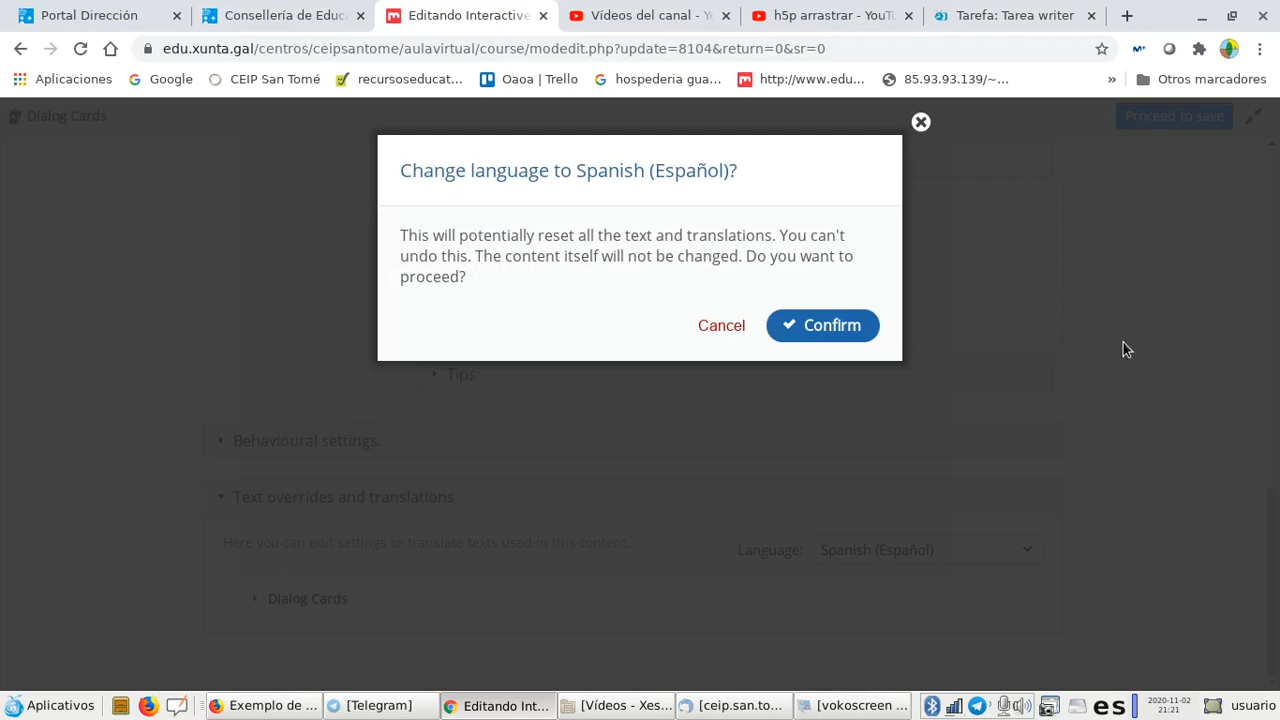 Portal Dirección
Consellería de Educa
Editando Interactive
Vídeos del canal - Yo
h5p arrastrar - YouTu
Tarefa: Tarea writer
edu.xunta.gal/centros/ceipsantome/aulavirtual/course/modedit.php?update=8104&return=0&sr=0
Aplicaciones
Google
CEIP San Tomé
recursoseducat...
Oaoa | Trello
hospederia gua...
http://www.edu...
85.93.93.139/~...
»
Otros marcadores
Dialog Cards
Proceed to save
Change language to Spanish (Español)?
This will potentially reset all the text and translations. You can't
undo this. The content itself will not be changed. Do you want to
proceed?
Cancel
Confirm
Tips
Behavioural settings.
Text overrides and translations
Here you can edit settings or translate texts used in this content.
Language:
Spanish (Español)
Dialog Cards
Aplicativos
Exemplo de ...
[Telegram]
Editando Int...
[Vídeos - Xes...
[ceip.san.to...
[vokoscreen ...
es
2020-11-02
21:21
usuario